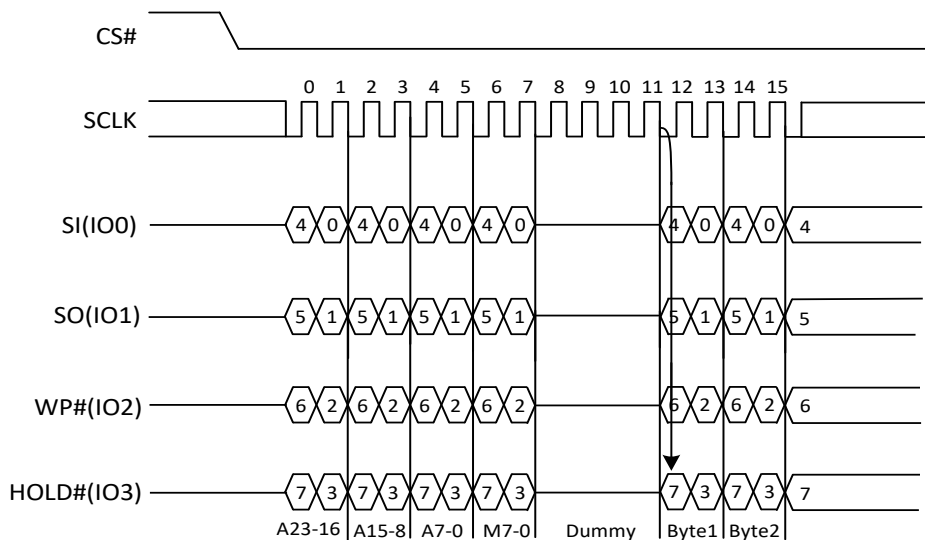 CS#
0 1 2 3 4 5 6 7 8 9 10 11 12 13 14 15
SCLK
SI(IO0) 4 0 4 0 4 0 4 0 4 0 4 0 4
SO(IO1) 5 1 5 1 5 1 5 1 5 1 5 1 5
WP#(IO2) 6 2 6 2 6 2 6 2 6 2 6 2 6
HOLD#(IO3) 7 3 7 3 7 3 7 3 7 3 7 3 7
A23-16 A15-8 A7-0 M7-0 Dummy Byte1 Byte2